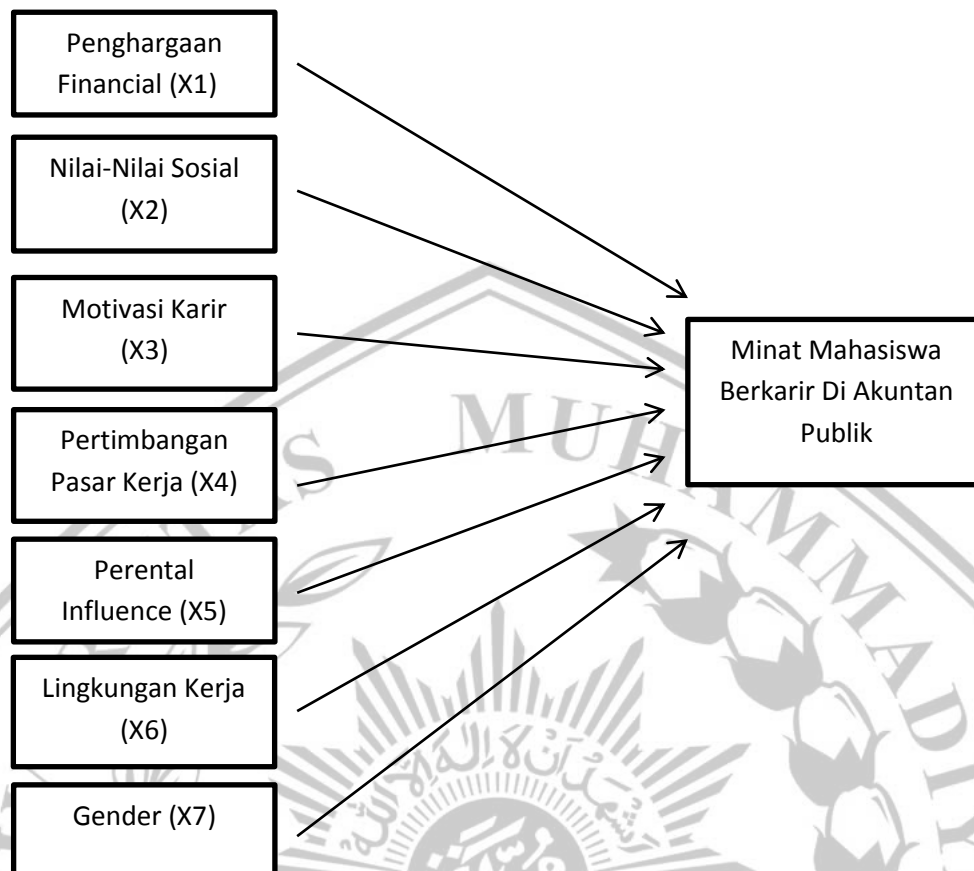 Penghargaan
Financial (X1)
Nilai-Nilai Sosial
(X2)
Motivasi Karir
(X3)
Pertimbangan
Pasar Kerja (X4)
Perental
Influence (X5)
Lingkungan Kerja
(X6)
Gender (X7)
Minat Mahasiswa
Berkarir Di Akuntan
Publik
S MUHAMMADIY